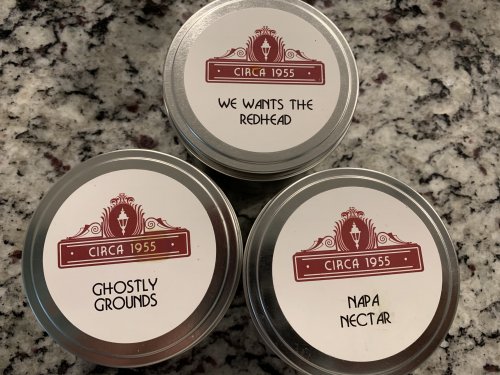 CIRCA 1955
WE WANTS THE
REDHEAD
CIRCA 1955
GHOSTLY
GROUNDS
CIRCA 1955
NAPA
NECTAR